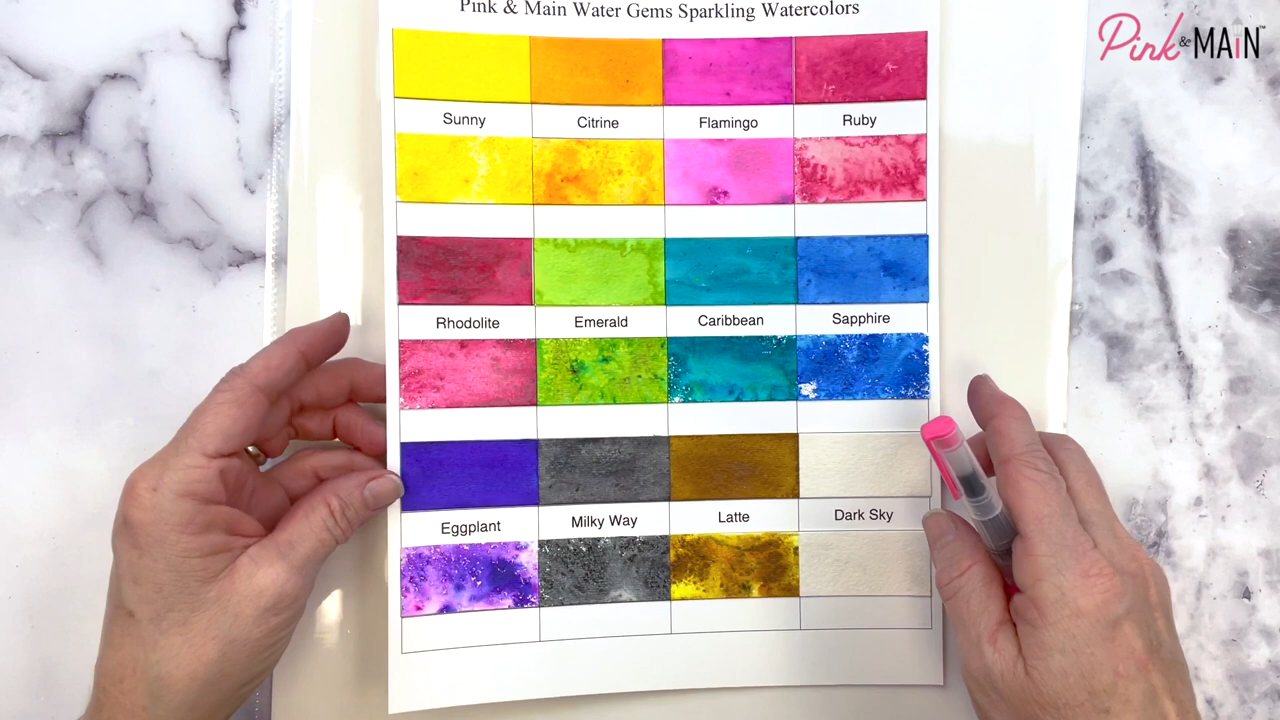 Pink & Main Water Gems Sparkling Watercolors
Pink & MAiN™
Sunny Citrine Flamingo Ruby
Rhodolite Emerald Caribbean Sapphire
Eggplant Milky Way Latte Dark Sky